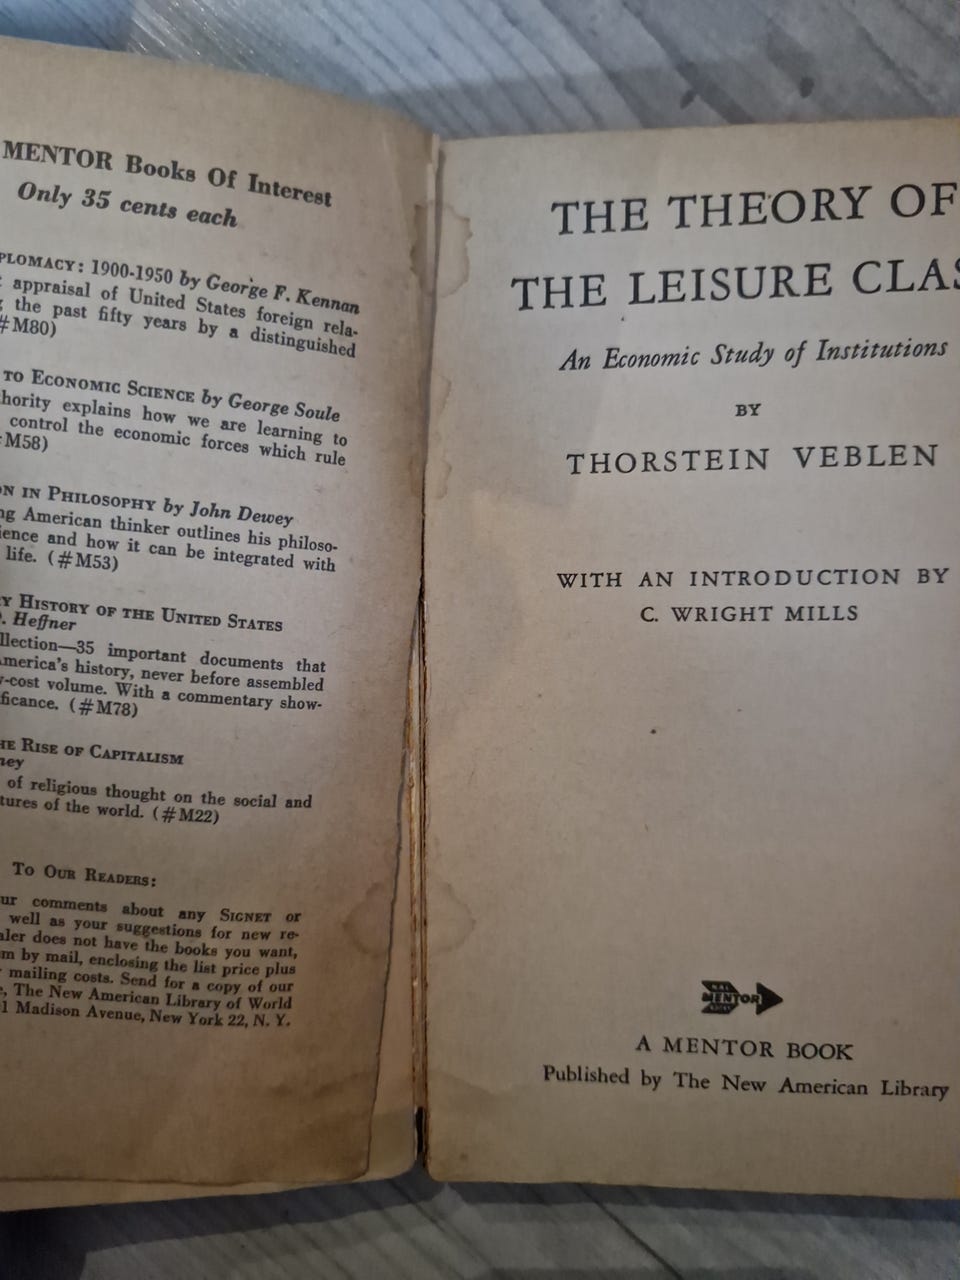 MENTOR Books Of Interest
Only 35 cents each
PLOMACY: 1900-1950 by George F. Kennan
appraisal of United States foreign rela-
the past fifty years by a distinguished
#M80)
TO ECONOMIC SCIENCE by George Soule
hority explains how we are learning to
control the economic forces which rule
M58)
ON IN PHILOSOPHY by John Dewey
ng American thinker outlines his philoso-
ience and how it can be integrated with
life. (#M53)
Y HISTORY OF THE UNITED STATES
. Heffner
llection—35 important documents that
merica's history, never before assembled
-cost volume. With a commentary show-
ficance. (#M78)
HE RISE OF CAPITALISM
ney
of religious thought on the social and
tures of the world. (#M22)
TO OUR READERS:
ur comments about any SIGNET or
well as your suggestions for new re-
aler does not have the books you want,
m by mail, enclosing the list price plus
mailing costs. Send for a copy of our
e, The New American Library of World
1 Madison Avenue, New York 22, N. Y.
THE THEORY OF
THE LEISURE CLAS
An Economic Study of Institutions
BY
THORSTEIN VEBLEN
WITH AN INTRODUCTION BY
C. WRIGHT MILLS
MENTOR
A MENTOR BOOK
Published by The New American Library